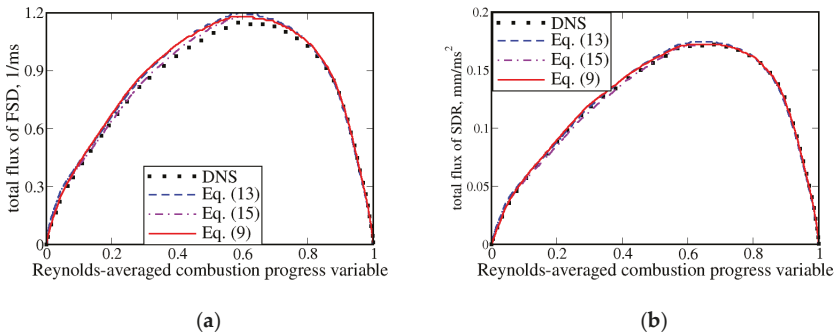 total flux of FSD, 1/ms
1.2
0.9
0.6
0.3
0
DNS
Eq. (13)
Eq. (15)
Eq. (9)
0 0.2 0.4 0.6 0.8 1
Reynolds-averaged combustion progress variable
(a)
total flux of SDR, mm/ms²
0.2
0.15
0.1
0.05
0
DNS
Eq. (13)
Eq. (15)
Eq. (9)
0 0.2 0.4 0.6 0.8 1
Reynolds-averaged combustion progress variable
(b)